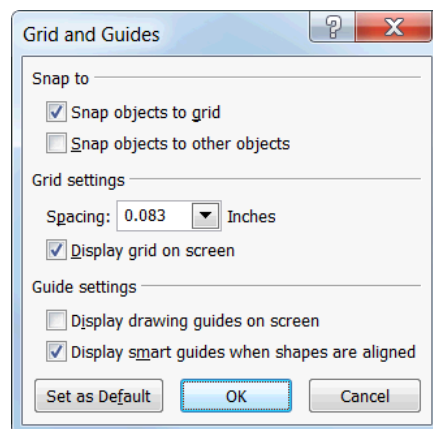 Grid and Guides
Snap to
Snap objects to grid
Snap objects to other objects
Grid settings
Spacing: 0.083 Inches
Display grid on screen
Guide settings
Display drawing guides on screen
Display smart guides when shapes are aligned
Set as Default OK Cancel